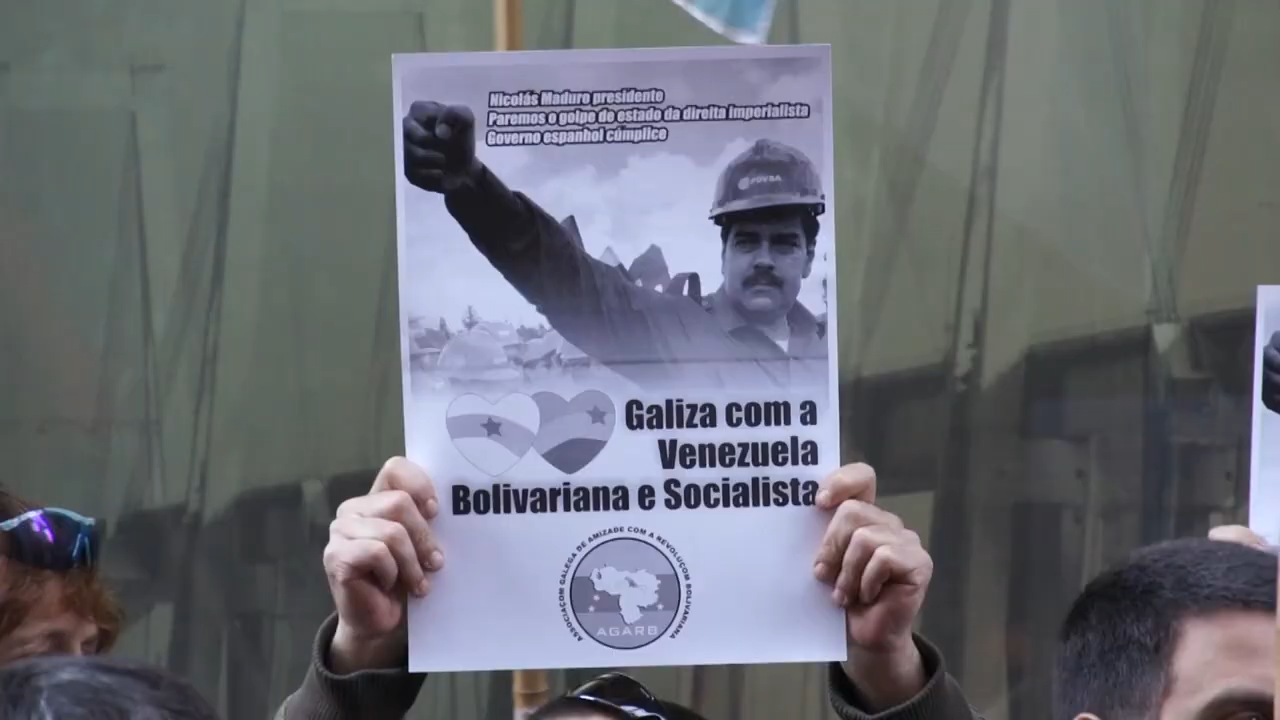 Nicolás Maduro presidente
Paremos o golpe de estado da direita imperialista
Governo espanhol cúmplice
PDVSA
Galiza com a
Venezuela
Bolivariana e Socialista
ASSOCIAÇOM GALEGA DE AMIZADE COM A REVOLUÇOM BOLIVARIANA
AGARB